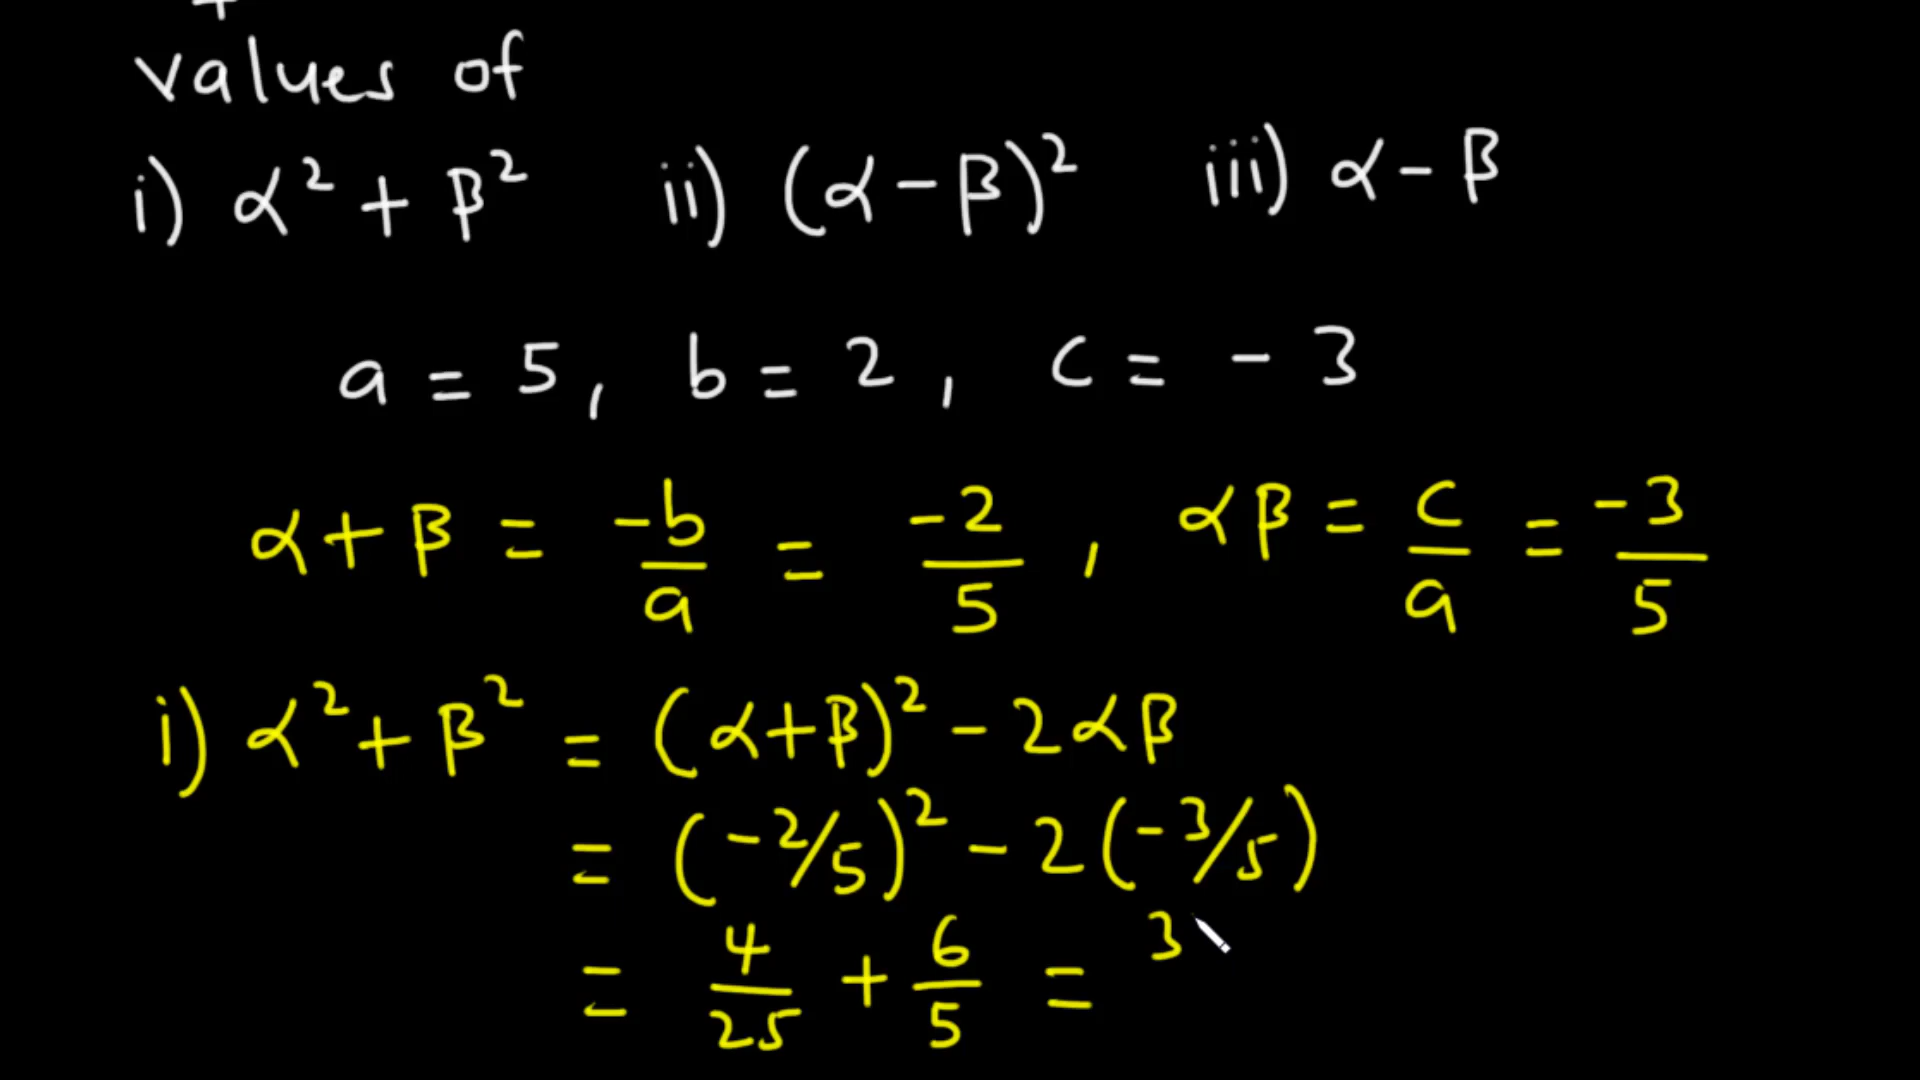 values of
i) α² + β² ii) (α - β)² iii) α - β
a = 5, b = 2, c = - 3
α + β = -b/a = -2/5, αβ = c/a = -3/5
i) α² + β² = (α+β)² - 2αβ
= (-2/5)² - 2(-3/5)
= 4/25 + 6/5 = 3